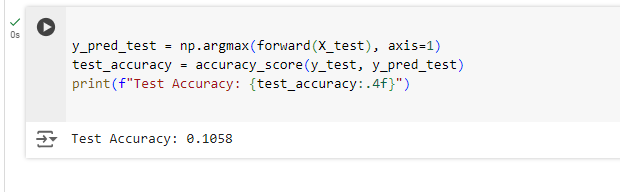 0s
y_pred_test = np.argmax(forward(X_test), axis=1)
test_accuracy = accuracy_score(y_test, y_pred_test)
print(f"Test Accuracy: {test_accuracy:.4f}")
Test Accuracy: 0.1058